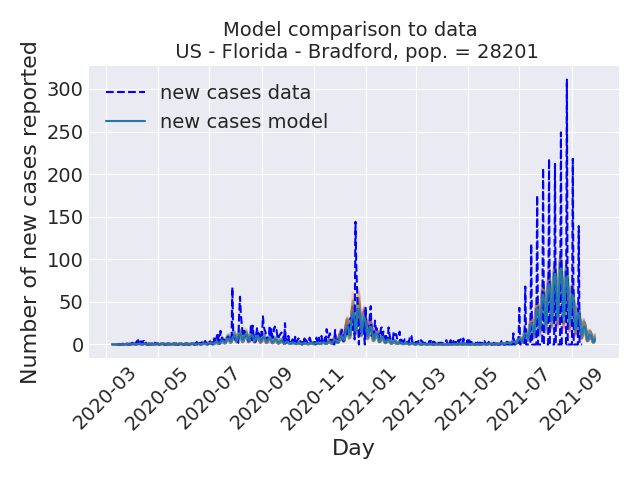 Model comparison to data
US - Florida - Bradford, pop. = 28201
Number of new cases reported
300
250
200
150
100
50
0
new cases data
new cases model
2020-03
2020-05
2020-07
2020-09
2020-11
2021-01
2021-03
2021-05
2021-07
2021-09
Day